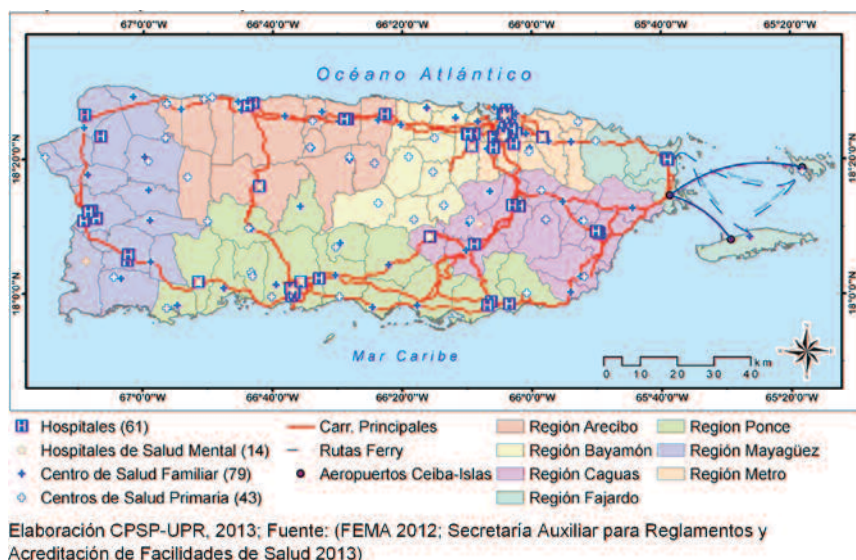 67°0'0"W 66°40'0"W 66°20'0"W 66°0'0"W 65°40'0"W 65°20'0"W
Océano Atlántico
18°20'0"N 18°20'0"N
18°0'0"N 18°0'0"N
Mar Caribe
0 10 20 30 40 km
67°0'0"W 66°40'0"W 66°20'0"W 66°0'0"W 65°40'0"W 65°20'0"W
H Hospitales (61)
Hospitales de Salud Mental (14)
Centro de Salud Familiar (79)
Centros de Salud Primaria (43)
Carr. Principales
Rutas Ferry
Aeropuertos Ceiba-Islas
Región Arecibo
Región Bayamón
Región Caguas
Región Fajardo
Region Ponce
Región Mayagüez
Región Metro
Elaboración CPSP-UPR, 2013; Fuente: (FEMA 2012; Secretaría Auxiliar para Reglamentos y
Acreditación de Facilidades de Salud 2013)